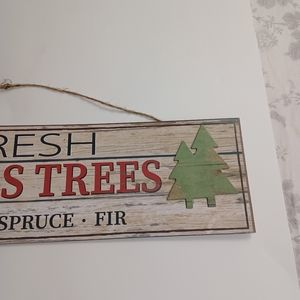 RESH
S TREES
SPRUCE · FIR